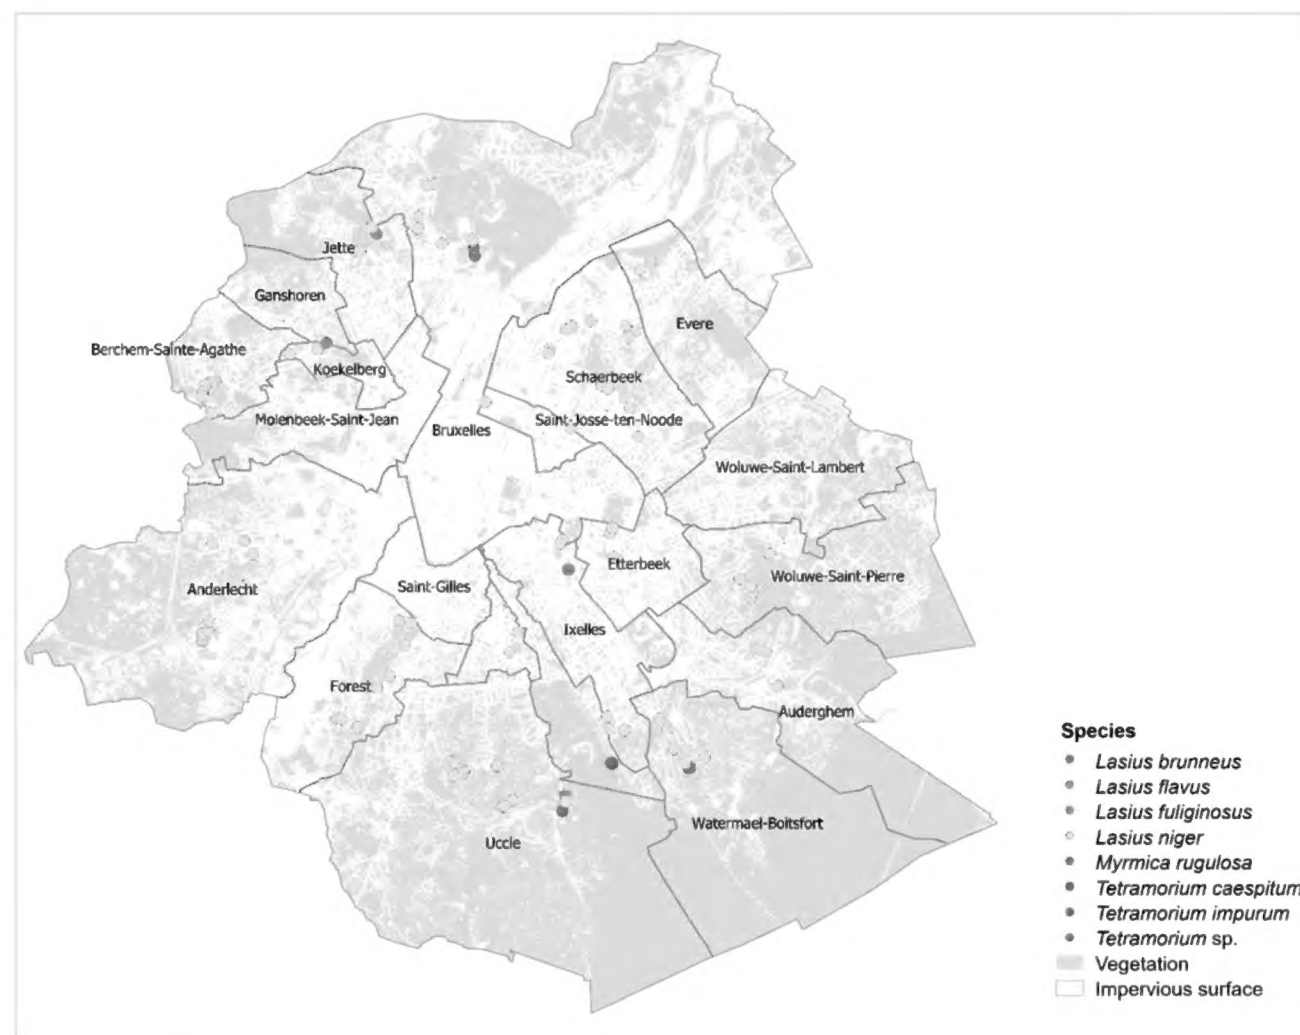 Jette
Ganshoren
Evere
Berchem-Sainte-Agathe
Koekelberg
Schaerbeek
Molenbeek-Saint-Jean
Bruxelles
Saint-Josse-ten-Noode
Woluwe-Saint-Lambert
Anderlecht
Saint-Gilles
Etterbeek
Woluwe-Saint-Pierre
Ixelles
Forest
Auderghem
Uccle
Watermael-Boitsfort
Species
Lasius brunneus
Lasius flavus
Lasius fuliginosus
Lasius niger
Myrmica rugulosa
Tetramorium caespitum
Tetramorium impurum
Tetramorium sp.
Vegetation
Impervious surface